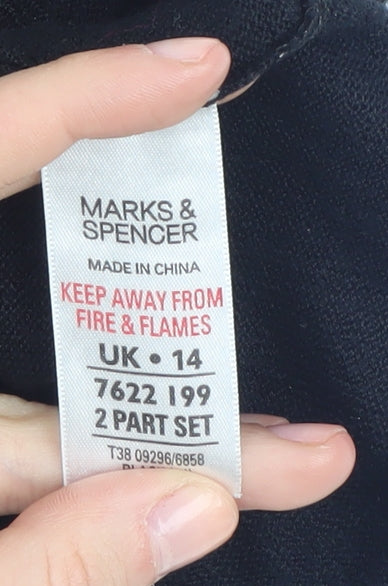 MARKS &
SPENCER
MADE IN CHINA
KEEP AWAY FROM
FIRE & FLAMES
UK • 14
7622 199
2 PART SET
T38 09296/6858